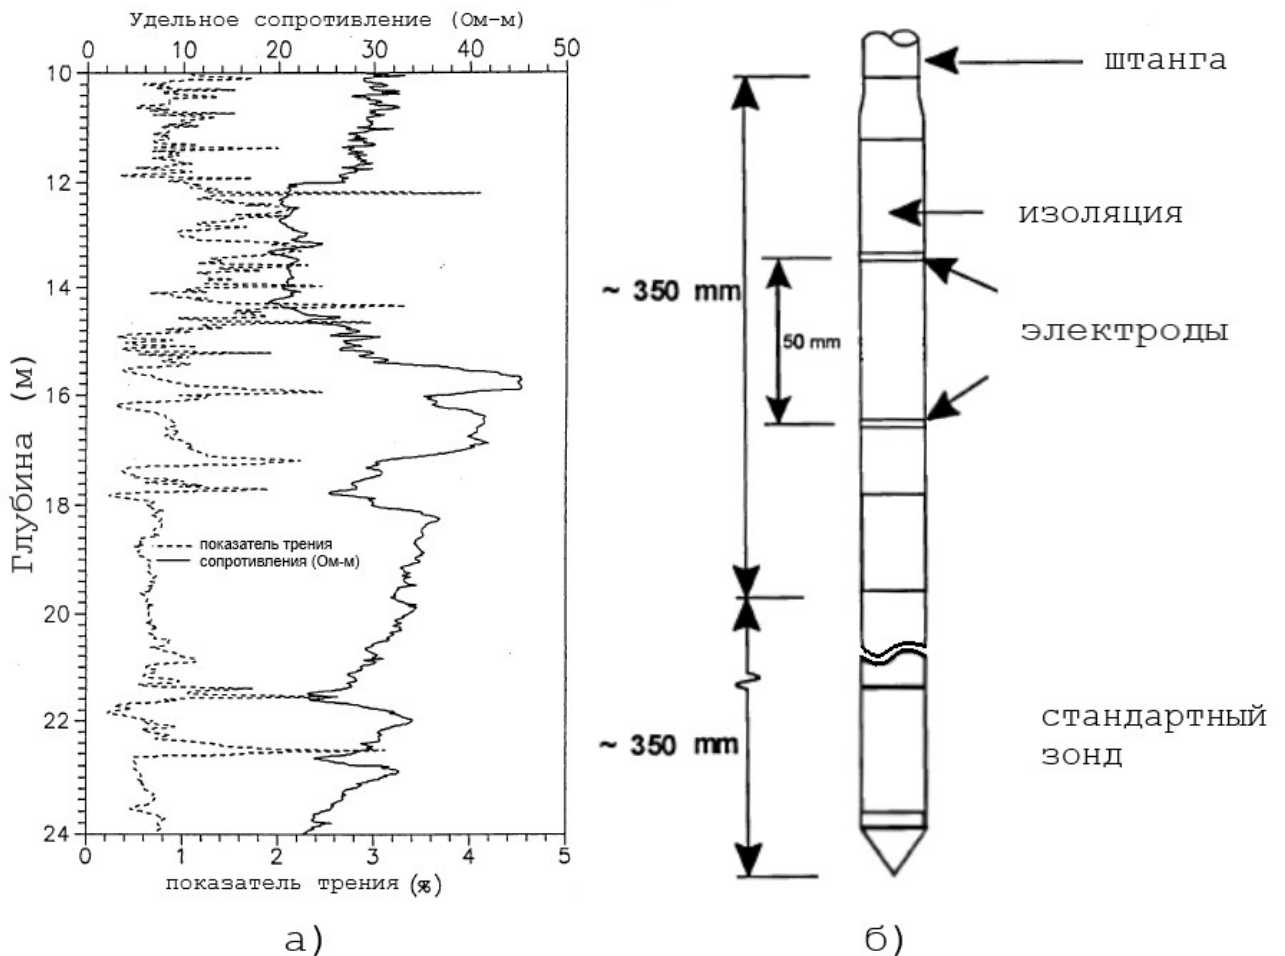 Удельное сопротивление (Ом-м)
0 10 20 30 40 50
10
12
14
16
18
20
22
24
Глубина (м)
показатель трения
сопротивления (Ом-м)
0 1 2 3 4 5
показатель трения (%)
а)
штанга
изоляция
~ 350 mm
50 mm
электроды
~ 350 mm
стандартный
зонд
б)